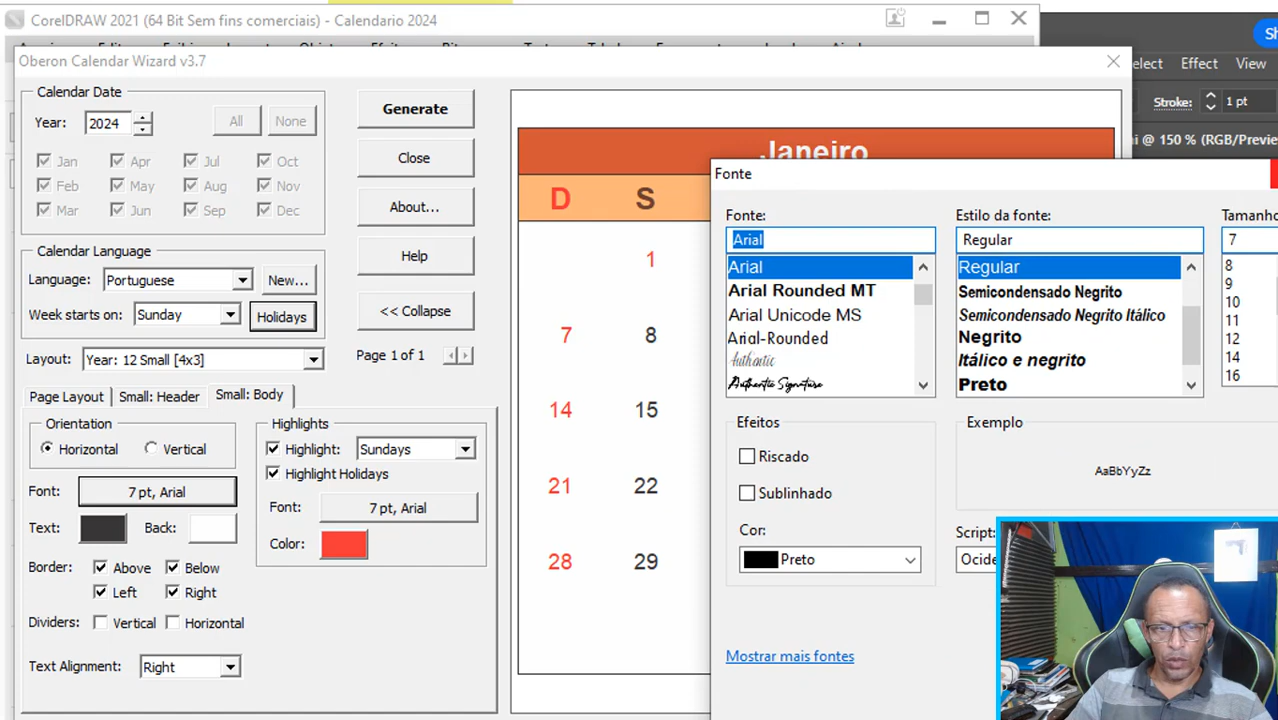 CorelDRAW 2021 (64 Bit Sem fins comerciais) - Calendario 2024
Oberon Calendar Wizard v3.7
Calendar Date
Year: 2024 All None
Jan Apr Jul Oct
Feb May Aug Nov
Mar Jun Sep Dec
Calendar Language
Language: Portuguese New...
Week starts on: Sunday Holidays
Layout: Year: 12 Small [4x3]
Page Layout Small: Header Small: Body
Orientation
Horizontal Vertical
Font: 7 pt, Arial
Text: Back:
Border: Above Below
Left Right
Dividers: Vertical Horizontal
Text Alignment: Right
Highlights
Highlight: Sundays
Highlight Holidays
Font: 7 pt, Arial
Color:
Generate
Close
About...
Help
<< Collapse
Page 1 of 1
Janeiro
D S
1
7 8
14 15
21 22
28 29
Fonte
Fonte:
Arial
Arial
Arial Rounded MT
Arial Unicode MS
Arial-Rounded
Authentic
Authentic Signature
Estilo da fonte:
Regular
Regular
Semicondensado Negrito
Semicondensado Negrito Itálico
Negrito
Itálico e negrito
Preto
Tamanho
7
8
9
10
11
12
14
16
Efeitos
Riscado
Sublinhado
Cor:
Preto
Exemplo
AaBbYyZz
Script:
Ocide
Mostrar mais fontes
Sh
elect Effect View
Stroke: 1 pt
i @ 150 % (RGB/Previe